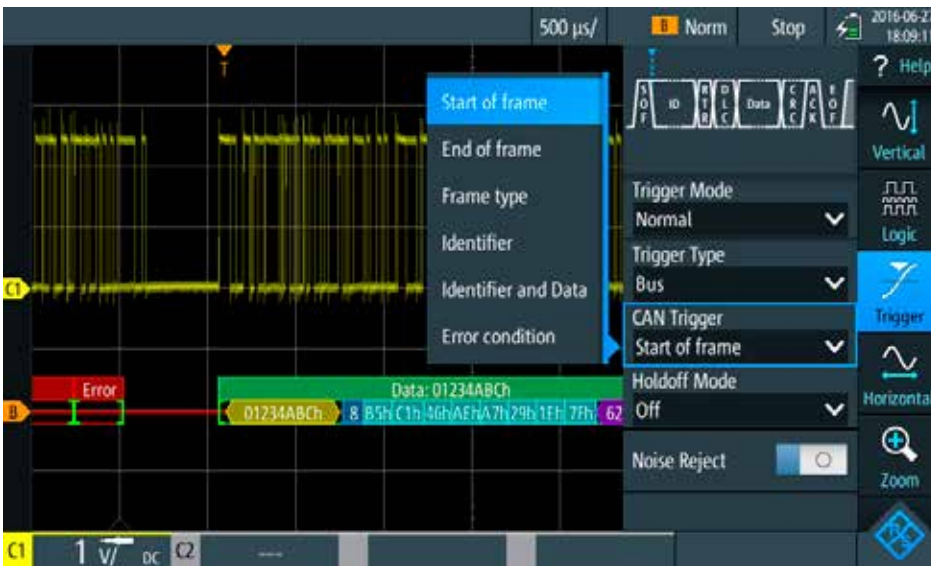 500 µs/ B Norm Stop 2016-06-27
18:09:11
? Help
T
SOF ID RTR DLC Data CRC ACK EOF
Start of frame
End of frame
Frame type
Identifier
Identifier and Data
Error condition
Trigger Mode
Normal
Trigger Type
Bus
CAN Trigger
Start of frame
Holdoff Mode
Off
Noise Reject
Vertical
Logic
Trigger
Horizonta
Zoom
C1
Error
Data: 01234ABCh
B
01234ABCh 8 B5h C1h 46h AEh A7h 29h 1Eh 7Fh 62
C1 1 V/ DC C2 ---
R&S